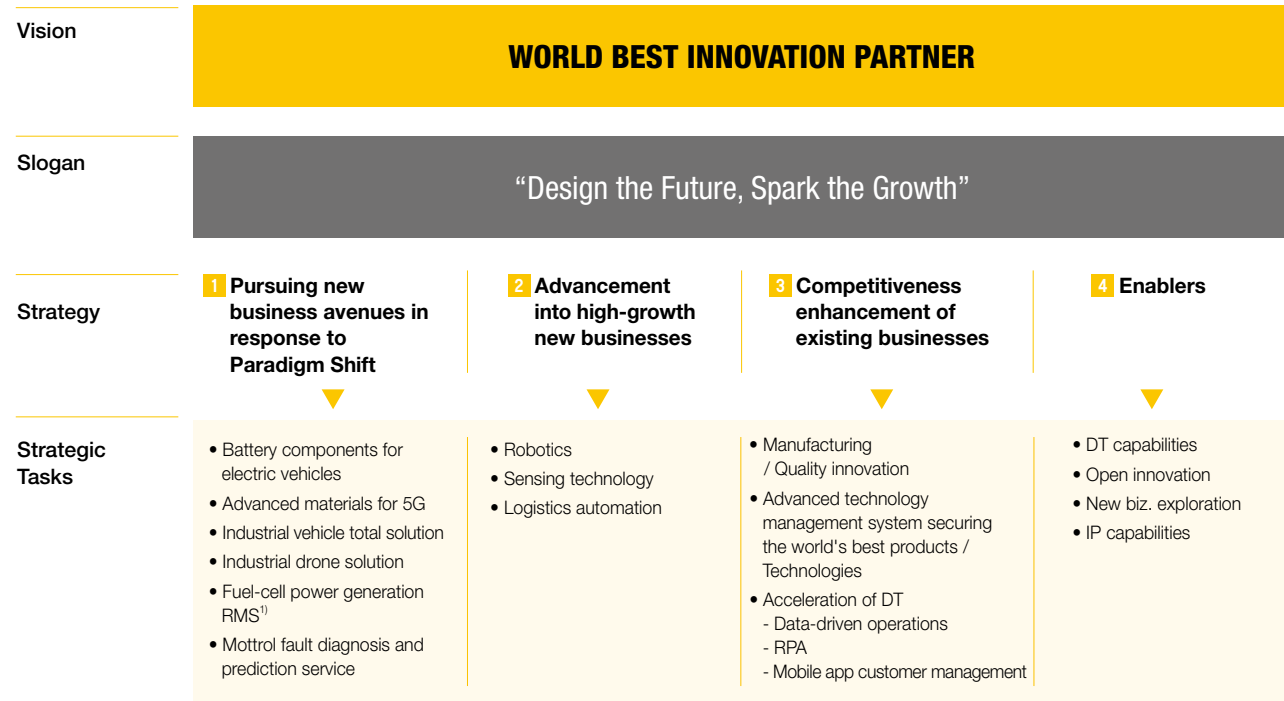 Vision
WORLD BEST INNOVATION PARTNER
Slogan
“Design the Future, Spark the Growth”
Strategy
1 Pursuing new
business avenues in
response to
Paradigm Shift
2 Advancement
into high-growth
new businesses
3 Competitiveness
enhancement of
existing businesses
4 Enablers
Strategic
Tasks
• Battery components for
electric vehicles
• Advanced materials for 5G
• Industrial vehicle total solution
• Industrial drone solution
• Fuel-cell power generation
RMS1)
• Mottrol fault diagnosis and
prediction service
• Robotics
• Sensing technology
• Logistics automation
• Manufacturing
/ Quality innovation
• Advanced technology
management system securing
the world's best products /
Technologies
• Acceleration of DT
- Data-driven operations
- RPA
- Mobile app customer management
• DT capabilities
• Open innovation
• New biz. exploration
• IP capabilities